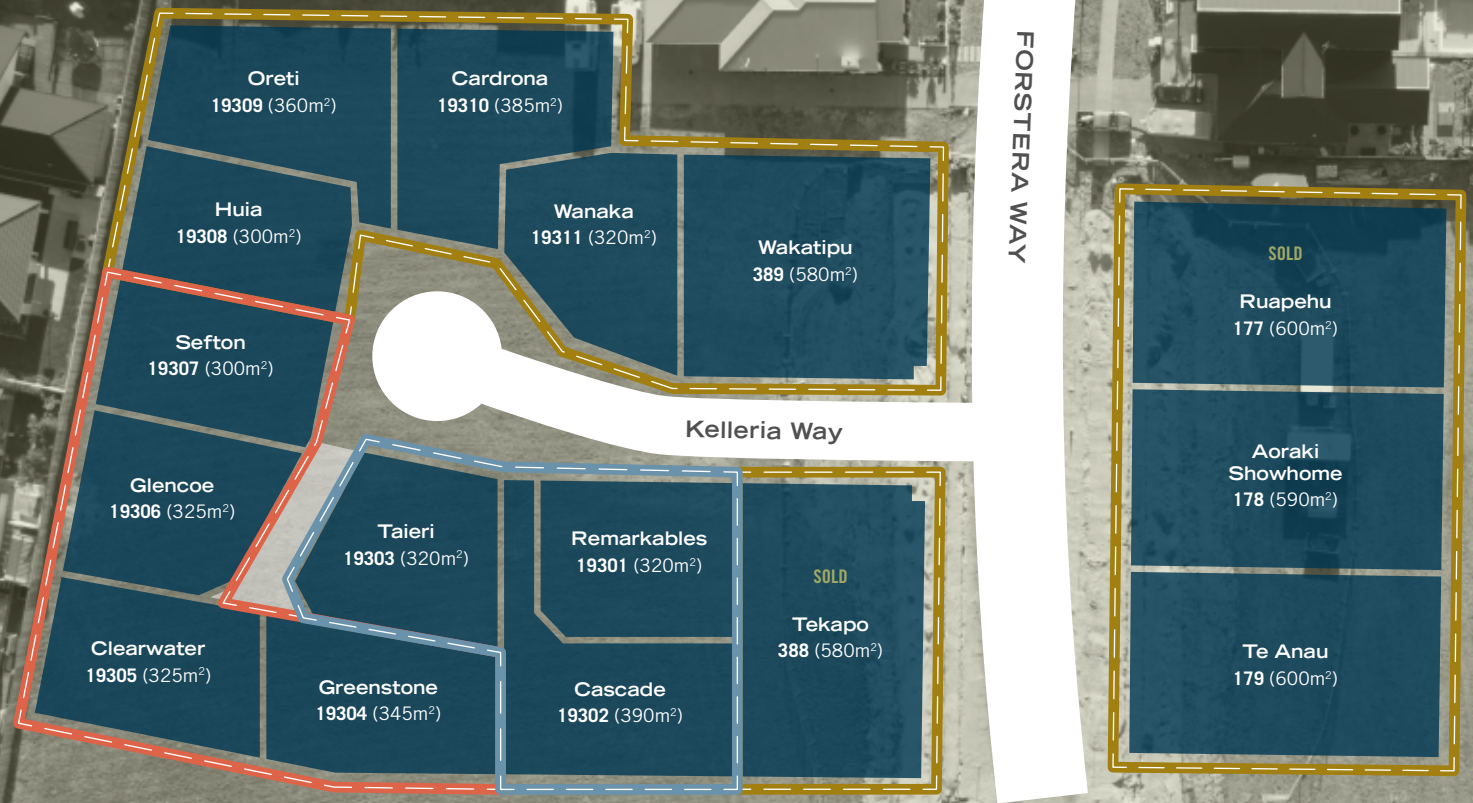 Oreti
19309 (360m²)
Cardrona
19310 (385m²)
Huia
19308 (300m²)
Wanaka
19311 (320m²)
Wakatipu
389 (580m²)
FORSTERA WAY
SOLD
Ruapehu
177 (600m²)
Sefton
19307 (300m²)
Kelleria Way
Glencoe
19306 (325m²)
Taieri
19303 (320m²)
Remarkables
19301 (320m²)
SOLD
Tekapo
388 (580m²)
Aoraki
Showhome
178 (590m²)
Clearwater
19305 (325m²)
Greenstone
19304 (345m²)
Cascade
19302 (390m²)
Te Anau
179 (600m²)